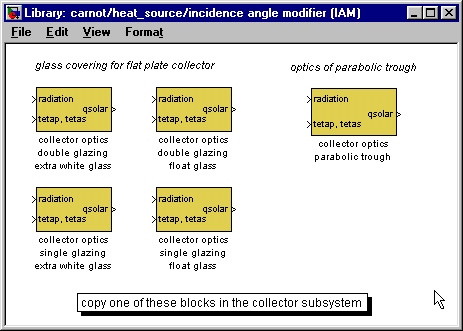 Library: carnot/heat_source/incidence angle modifier (IAM)
File Edit View Format
glass covering for flat plate collector
optics of parabolic trough
radiation
tetap, tetas
qsolar
collector optics
double glazing
extra white glass
radiation
tetap, tetas
qsolar
collector optics
double glazing
float glass
radiation
tetap, tetas
qsolar
collector optics
parabolic trough
radiation
tetap, tetas
qsolar
collector optics
single glazing
extra white glass
radiation
tetap, tetas
qsolar
collector optics
single glazing
float glass
copy one of these blocks in the collector subsystem